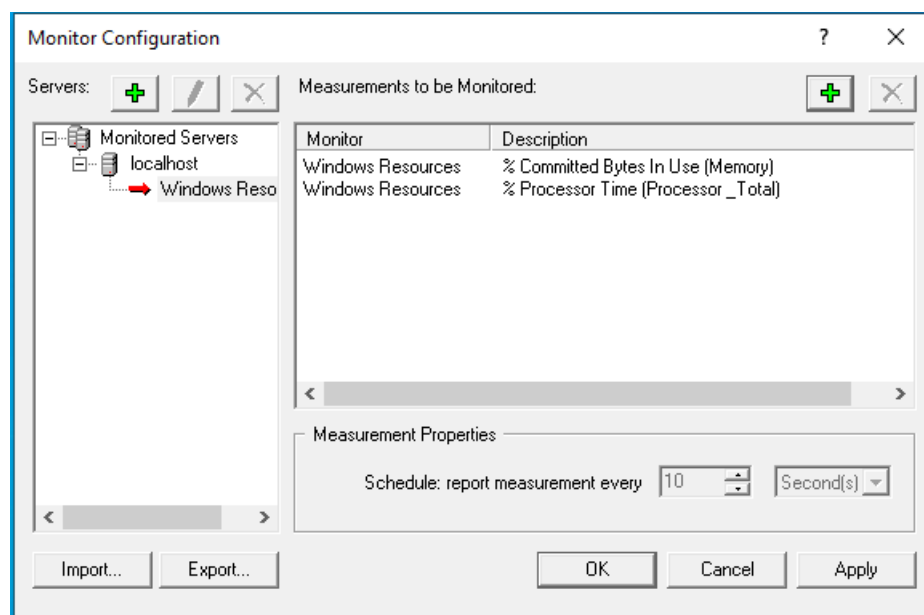 Monitor Configuration
?
Servers:
Measurements to be Monitored:
Monitored Servers
localhost
Windows Reso
Monitor Description
Windows Resources % Committed Bytes In Use (Memory)
Windows Resources % Processor Time (Processor _Total)
Measurement Properties
Schedule: report measurement every 10 Second(s)
Import... Export... OK Cancel Apply